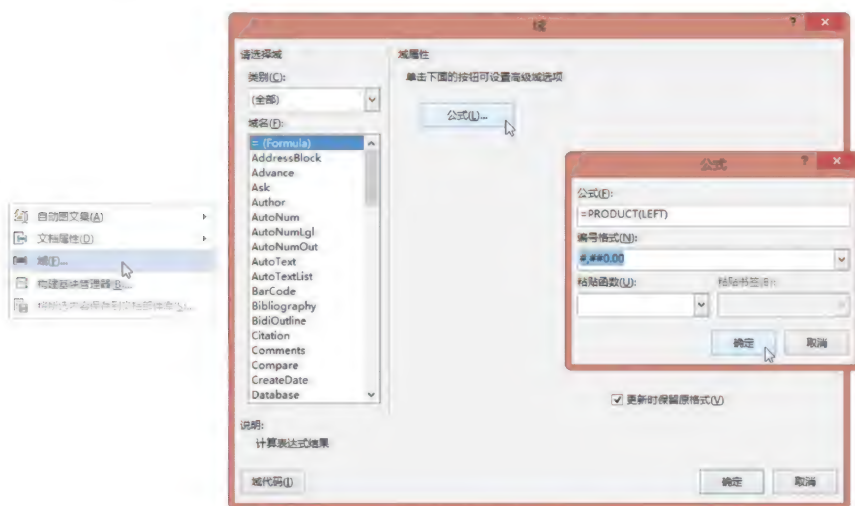 自动图文集(A)
文档属性(D)
域(F)...
构建基块管理器(B)...
域
请选择域
类别(C):
(全部)
域名(F):
= (Formula)
AddressBlock
Advance
Ask
Author
AutoNum
AutoNumLgl
AutoNumOut
AutoText
AutoTextList
BarCode
Bibliography
BidiOutline
Citation
Comments
Compare
CreateDate
Database
说明:
计算表达式结果
域代码(I)
域属性
单击下面的按钮可设置高级域选项
公式(L)...
更新时保留原格式(V)
确定
取消
公式
公式(F):
=PRODUCT(LEFT)
编号格式(N):
#,##0.00
粘贴函数(U):
粘贴书签(B):
确定
取消